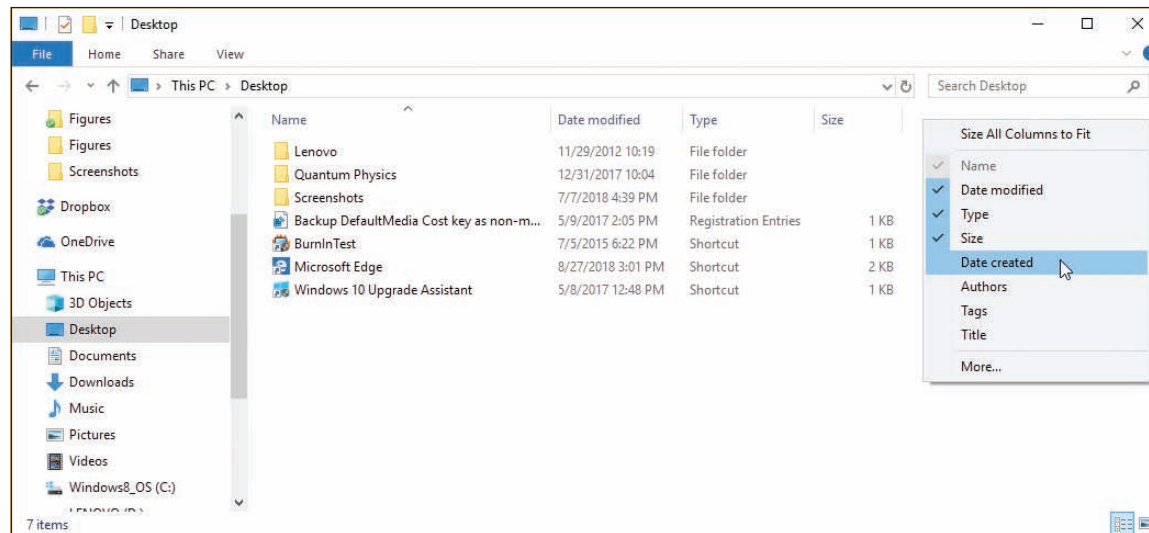 Desktop
File Home Share View
This PC > Desktop
Search Desktop
Figures
Figures
Screenshots
Dropbox
OneDrive
This PC
3D Objects
Desktop
Documents
Downloads
Music
Pictures
Videos
Windows8_OS (C:)
Name Date modified Type Size
Lenovo 11/29/2012 10:19 File folder
Quantum Physics 12/31/2017 10:04 File folder
Screenshots 7/7/2018 4:39 PM File folder
Backup DefaultMedia Cost key as non-m... 5/9/2017 2:05 PM Registration Entries 1 KB
BurnInTest 7/5/2015 6:22 PM Shortcut 1 KB
Microsoft Edge 8/27/2018 3:01 PM Shortcut 2 KB
Windows 10 Upgrade Assistant 5/8/2017 12:48 PM Shortcut 1 KB
Size All Columns to Fit
Name
Date modified
Type
Size
Date created
Authors
Tags
Title
More...
7 items